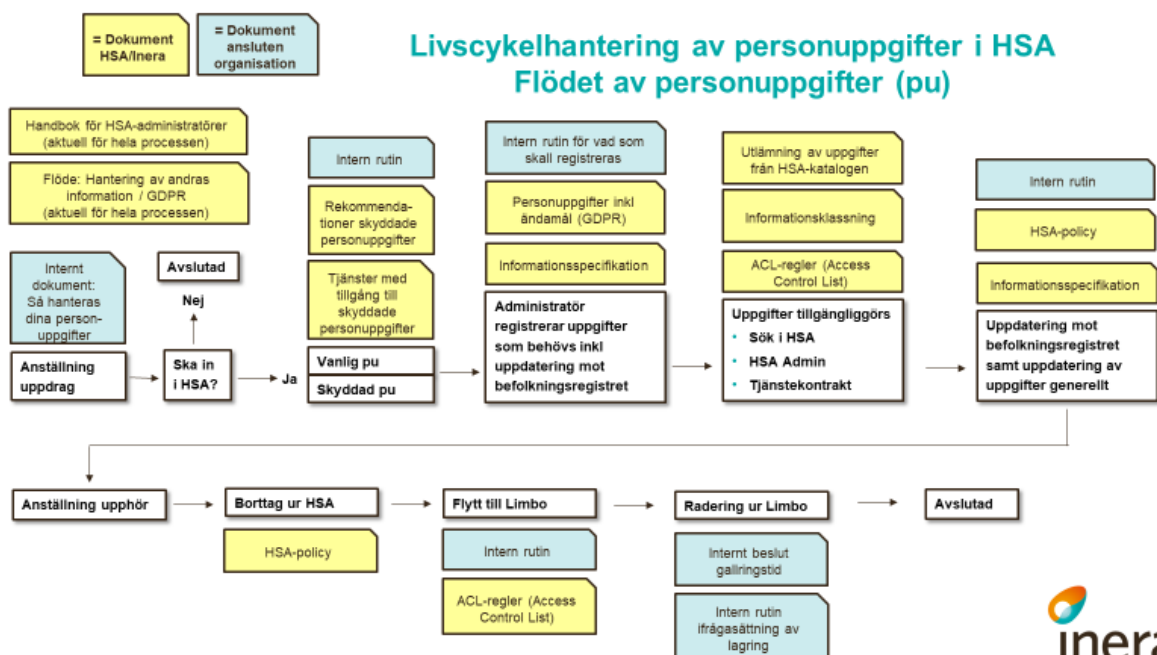 = Dokument
HSA/Inera
= Dokument
ansluten
organisation
Livscykelhantering av personuppgifter i HSA
Flödet av personuppgifter (pu)
Handbok för HSA-administratörer
(aktuell för hela processen)
Flöde: Hantering av andras
information / GDPR
(aktuell för hela processen)
Internt
dokument:
Så hanteras
dina person-
uppgifter
Anställning
uppdrag
Avslutad
Nej
Ska in
i HSA?
Ja
Intern rutin
Rekommenda-
tioner skyddade
personuppgifter
Tjänster med
tillgång till
skyddade
personuppgifter
Vanlig pu
Skyddad pu
Intern rutin för vad som
skall registreras
Personuppgifter inkl
ändamål (GDPR)
Informationsspecifikation
Administratör
registrerar uppgifter
som behövs inkl
uppdatering mot
befolkningsregistret
Utlämning av uppgifter
från HSA-katalogen
Informationsklassning
ACL-regler (Access
Control List)
Uppgifter tillgängliggörs
• Sök i HSA
• HSA Admin
• Tjänstekontrakt
Intern rutin
HSA-policy
Informationsspecifikation
Uppdatering mot
befolkningsregistret
samt uppdatering av
uppgifter generellt
Anställning upphör
Borttag ur HSA
HSA-policy
Flytt till Limbo
Intern rutin
ACL-regler (Access
Control List)
Radering ur Limbo
Internt beslut
gallringstid
Intern rutin
ifrågasättning av
lagring
Avslutad
inera